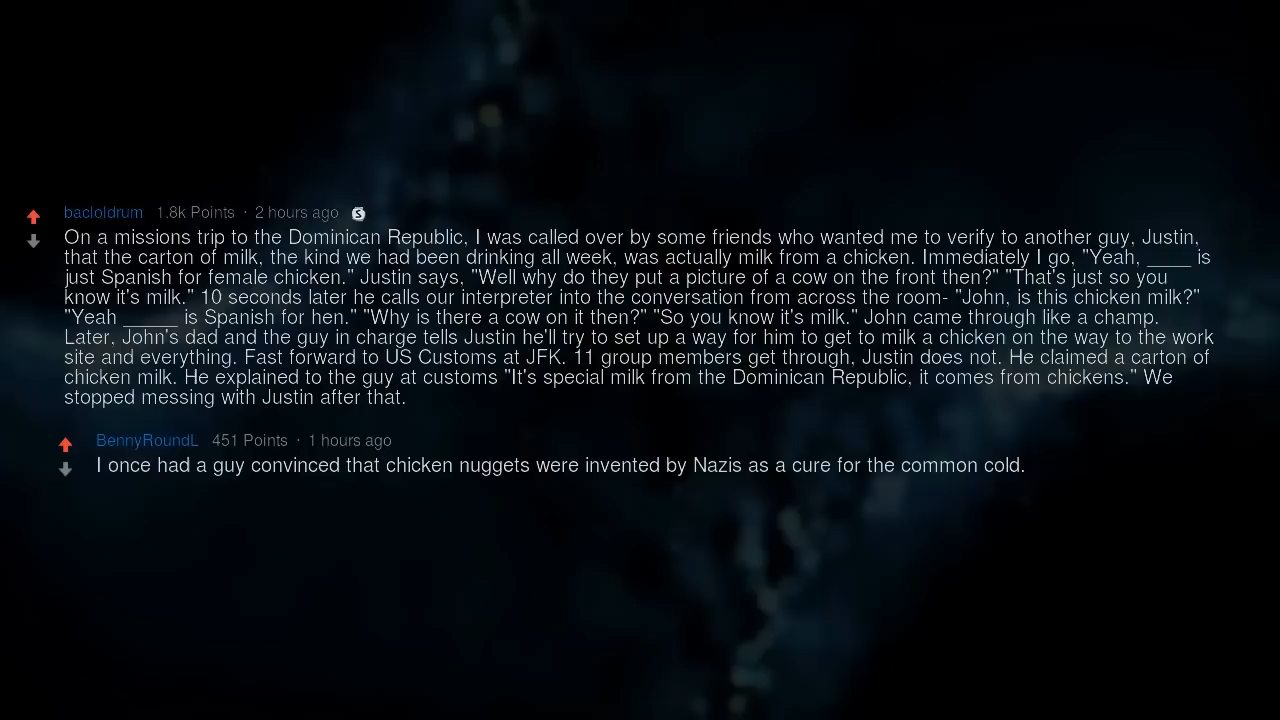 bacloldrum 1.8k Points · 2 hours ago S
On a missions trip to the Dominican Republic, I was called over by some friends who wanted me to verify to another guy, Justin,
that the carton of milk, the kind we had been drinking all week, was actually milk from a chicken. Immediately I go, "Yeah, ____ is
just Spanish for female chicken." Justin says, "Well why do they put a picture of a cow on the front then?" "That's just so you
know it's milk." 10 seconds later he calls our interpreter into the conversation from across the room- "John, is this chicken milk?"
"Yeah _____ is Spanish for hen." "Why is there a cow on it then?" "So you know it's milk." John came through like a champ.
Later, John's dad and the guy in charge tells Justin he'll try to set up a way for him to get to milk a chicken on the way to the work
site and everything. Fast forward to US Customs at JFK. 11 group members get through, Justin does not. He claimed a carton of
chicken milk. He explained to the guy at customs "It's special milk from the Dominican Republic, it comes from chickens." We
stopped messing with Justin after that.
BennyRoundL 451 Points · 1 hours ago
I once had a guy convinced that chicken nuggets were invented by Nazis as a cure for the common cold.